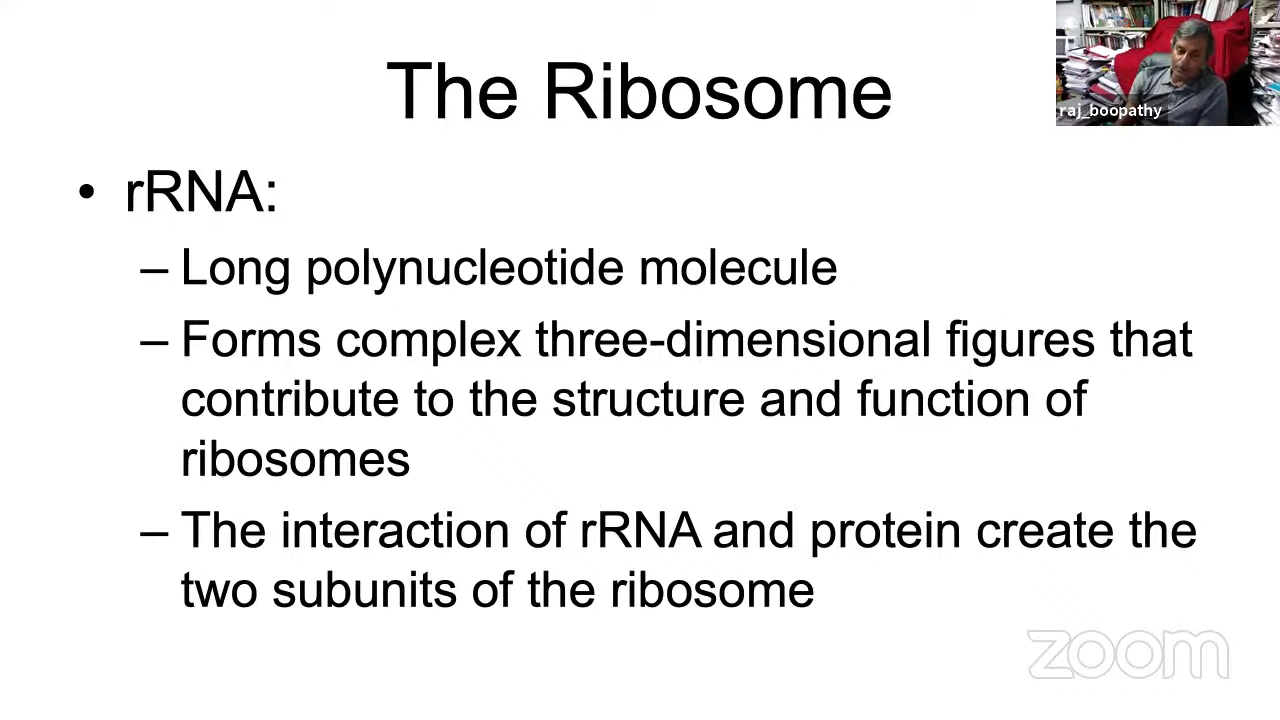 The Ribosome
raj_boopathy
• rRNA:
– Long polynucleotide molecule
– Forms complex three-dimensional figures that
contribute to the structure and function of
ribosomes
– The interaction of rRNA and protein create the
two subunits of the ribosome
zoom